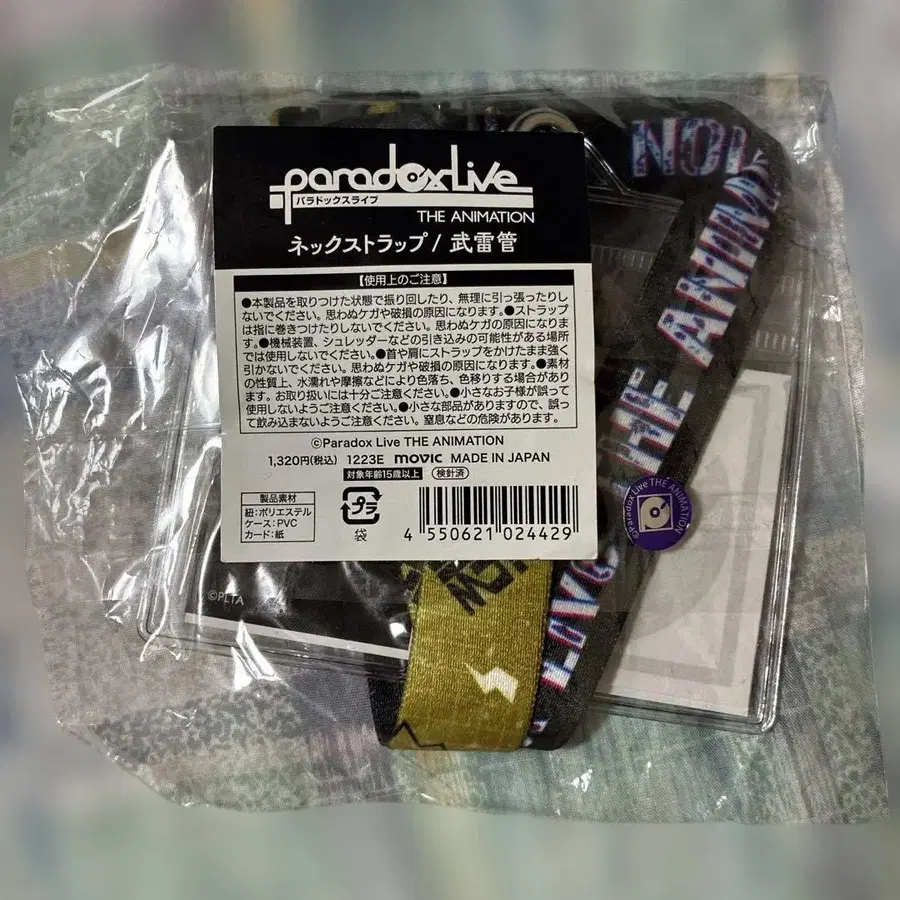 paradoxLive
パラドックスライブ
THE ANIMATION
ネックストラップ / 武雷管
【使用上のご注意】
●本製品を取りつけた状態で振り回したり、無理に引っ張ったりし
ないでください。思わぬケガや破損の原因になります。●ストラップ
は指に巻きつけたりしないでください。思わぬケガの原因になりま
す。●機械装置、シュレッダーなどの引き込みの可能性がある場所
では使用しないでください。●首や肩にストラップをかけたまま強く
引かないでください。思わぬケガや破損の原因になります。●素材
の性質上、水濡れや摩擦などにより色落ち、色移りする場合があり
ます。お取り扱いには十分ご注意ください。●小さなお子様が誤って
使用しないようご注意ください。●小さな部品がありますので、誤っ
て飲み込まないようご注意ください。窒息などの危険があります。
©Paradox Live THE ANIMATION
1,320円(税込) 1223E movic MADE IN JAPAN
対象年齢15歳以上 検針済
製品素材
紐:ポリエステル
ケース:PVC
カード:紙
プラ
袋
4 550621 024429
©PLTA
THE ANIMA
LIVE
©Paradox Live THE ANIMATION